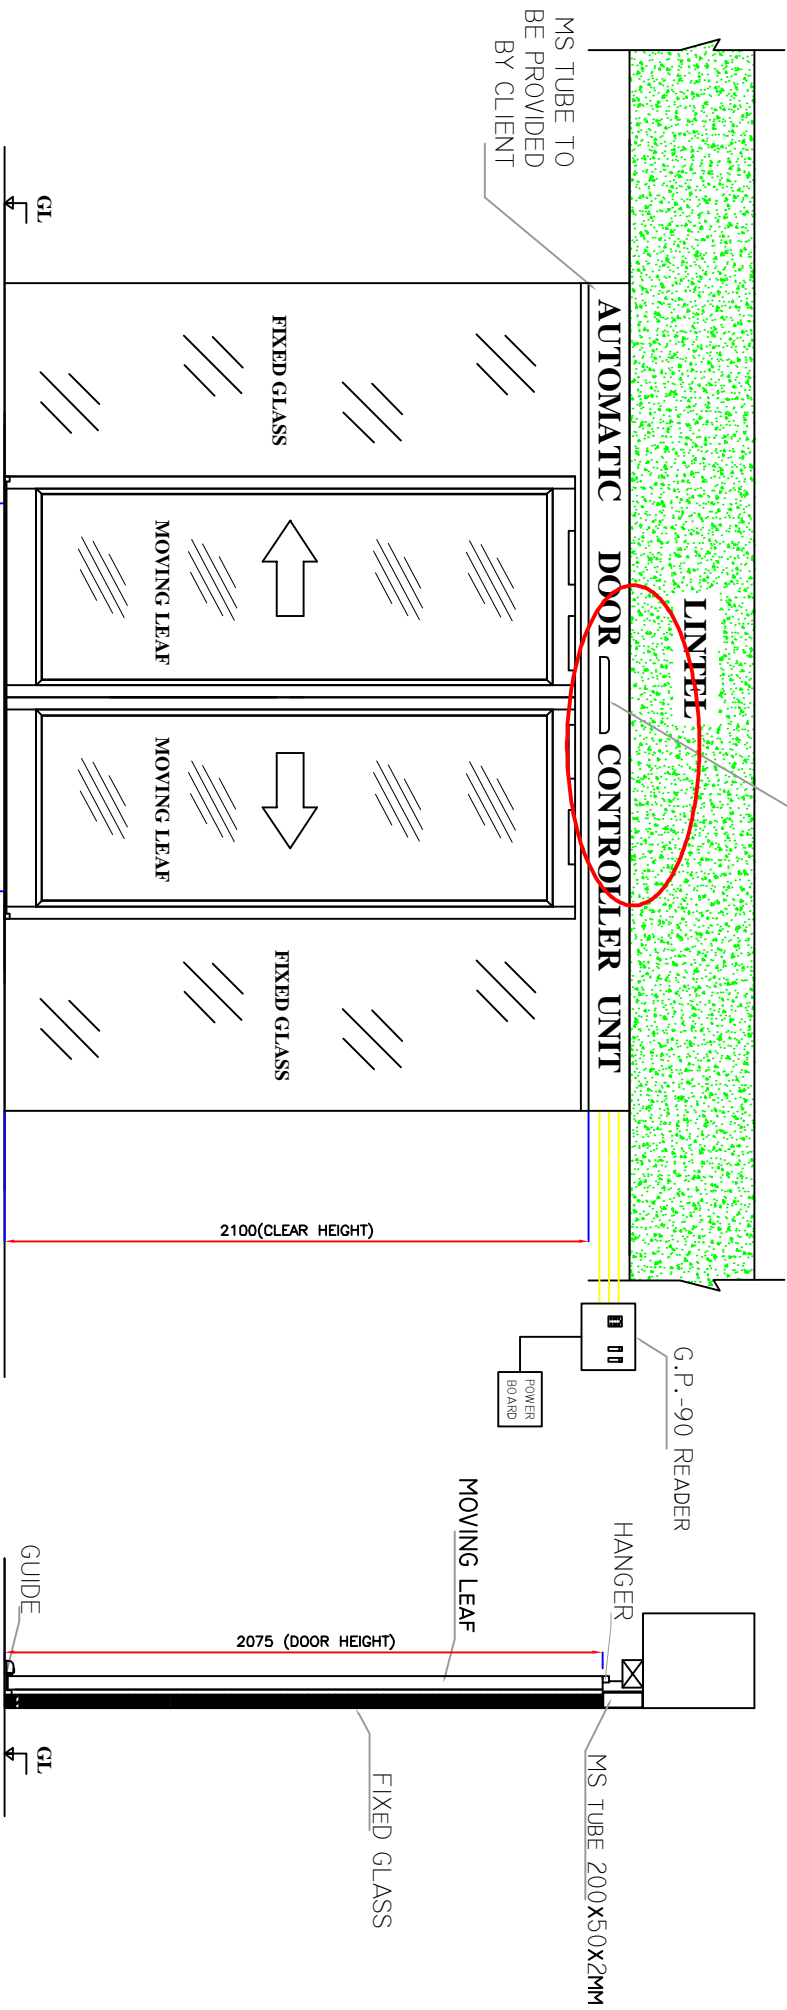 MS TUBE TO
BE PROVIDED
BY CLIENT
LINTEL
AUTOMATIC DOOR CONTROLLER UNIT
G.P.-90 READER
POWER
BOARD
FIXED GLASS
MOVING LEAF
MOVING LEAF
FIXED GLASS
2100(CLEAR HEIGHT)
GL
HANGER
MS TUBE 200X50X2MM
MOVING LEAF
2075 (DOOR HEIGHT)
FIXED GLASS
GUIDE
GL